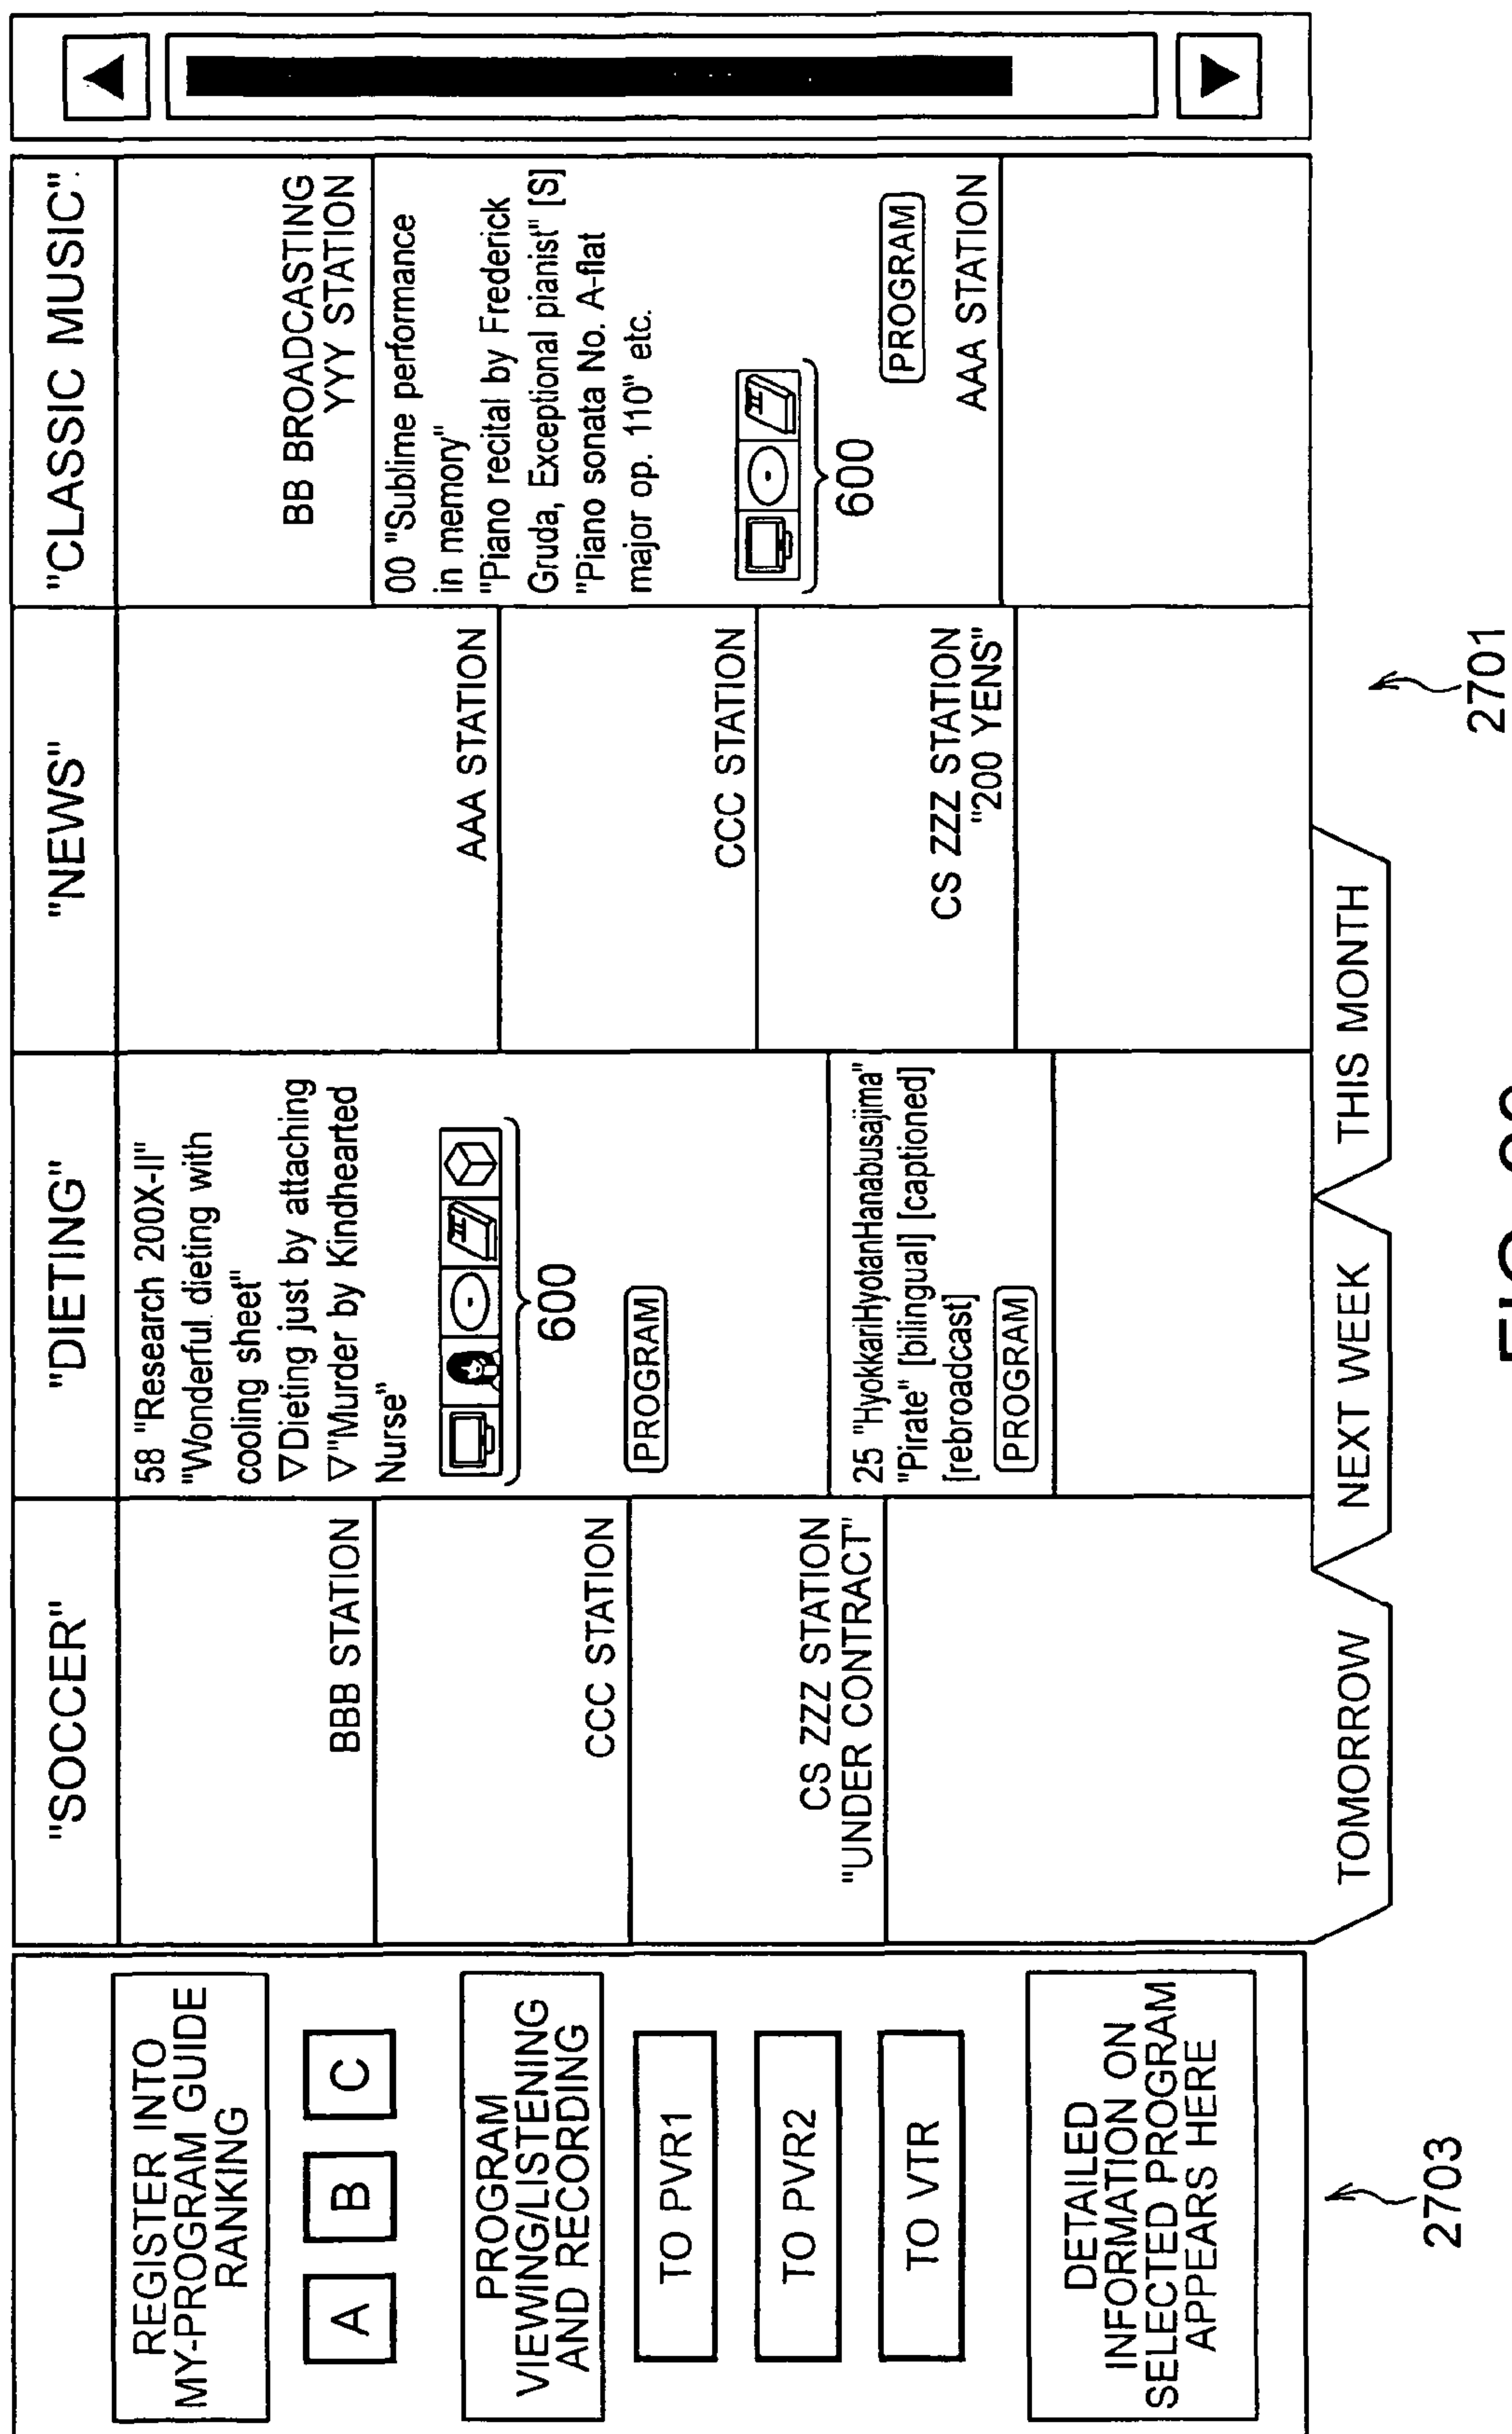 REGISTER INTO
MY-PROGRAM GUIDE
RANKING
A
B
C
PROGRAM
VIEWING/LISTENING
AND RECORDING
TO PVR1
TO PVR2
TO VTR
DETAILED
INFORMATION ON
SELECTED PROGRAM
APPEARS HERE
2703
"SOCCER"
BBB STATION
CCC STATION
CS ZZZ STATION
"UNDER CONTRACT"
"DIETING"
58 "Research 200X-II"
"Wonderful dieting with
cooling sheet"
▽Dieting just by attaching
▽"Murder by Kindhearted
Nurse"
600
PROGRAM
25 "HyokkariHyotanHanabusajima"
"Pirate" [bilingual] [captioned]
[rebroadcast]
PROGRAM
"NEWS"
AAA STATION
CCC STATION
CS ZZZ STATION
"200 YENS"
"CLASSIC MUSIC"
BB BROADCASTING
YYY STATION
00 "Sublime performance
in memory"
"Piano recital by Frederick
Gruda, Exceptional pianist" [S]
"Piano sonata No. A-flat
major op. 110" etc.
600
PROGRAM
AAA STATION
TOMORROW
NEXT WEEK
THIS MONTH
2701